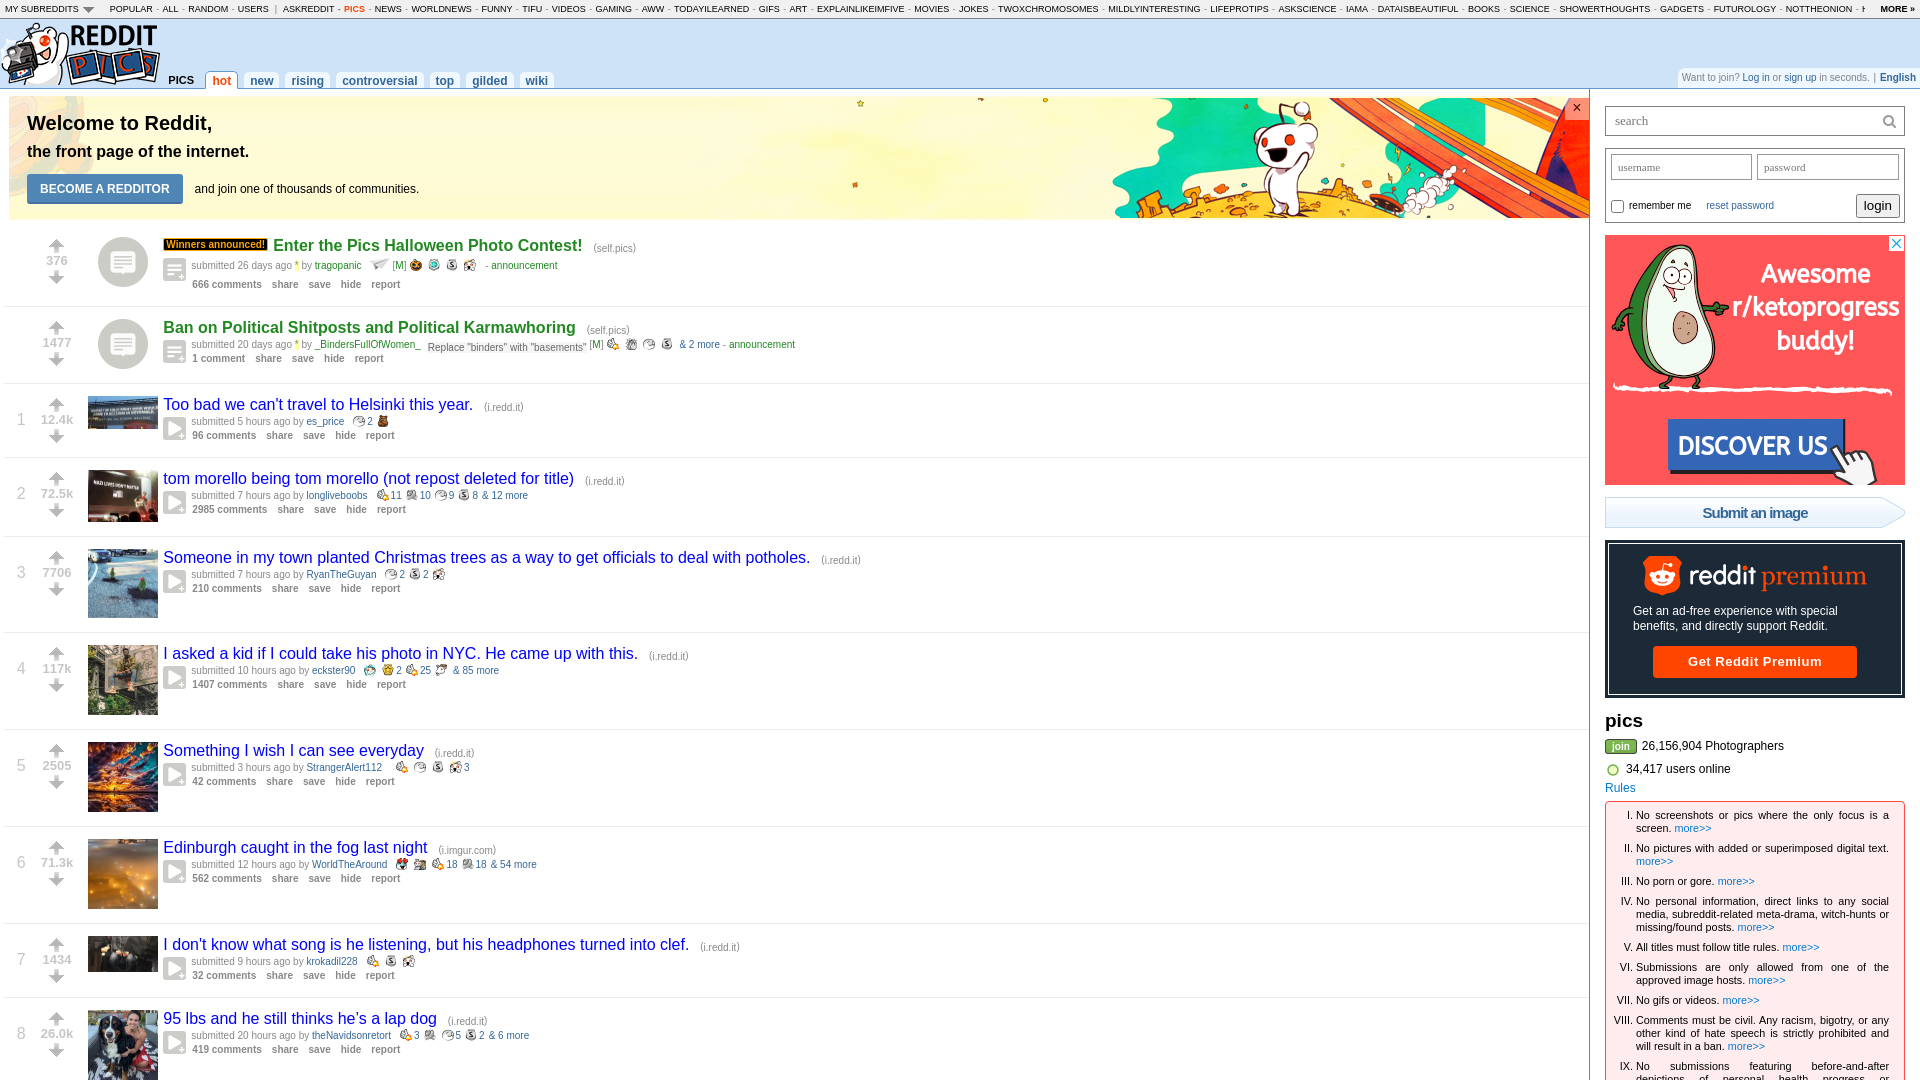 MY SUBREDDITS POPULAR - ALL - RANDOM - USERS | ASKREDDIT - PICS - NEWS - WORLDNEWS - FUNNY - TIFU - VIDEOS - GAMING - AWW - TODAYILEARNED - GIFS - ART - EXPLAINLIKEIMFIVE - MOVIES - JOKES - TWOXCHROMOSOMES - MILDLYINTERESTING - LIFEPROTIPS - ASKSCIENCE - IAMA - DATAISBEAUTIFUL - BOOKS - SCIENCE - SHOWERTHOUGHTS - GADGETS - FUTUROLOGY - NOTTHEONION - MORE »
REDDIT
PICS
PICS hot new rising controversial top gilded wiki
Want to join? Log in or sign up in seconds. | English
Welcome to Reddit,
the front page of the internet.
BECOME A REDDITOR and join one of thousands of communities.
×
376
Winners announced! Enter the Pics Halloween Photo Contest! (self.pics)
submitted 26 days ago * by tragopanic [M] - announcement
666 comments share save hide report
1477
Ban on Political Shitposts and Political Karmawhoring (self.pics)
submitted 20 days ago * by _BindersFullOfWomen_ Replace "binders" with "basements" [M] & 2 more - announcement
1 comment share save hide report
1
12.4k
Too bad we can't travel to Helsinki this year. (i.redd.it)
submitted 5 hours ago by es_price 2
96 comments share save hide report
2
72.5k
NAZI LIVES DON'T MATTER
tom morello being tom morello (not repost deleted for title) (i.redd.it)
submitted 7 hours ago by longliveboobs 11 10 9 8 & 12 more
2985 comments share save hide report
3
7706
Someone in my town planted Christmas trees as a way to get officials to deal with potholes. (i.redd.it)
submitted 7 hours ago by RyanTheGuyan 2 2
210 comments share save hide report
4
117k
I asked a kid if I could take his photo in NYC. He came up with this. (i.redd.it)
submitted 10 hours ago by eckster90 2 25 & 85 more
1407 comments share save hide report
5
2505
Something I wish I can see everyday (i.redd.it)
submitted 3 hours ago by StrangerAlert112 3
42 comments share save hide report
6
71.3k
Edinburgh caught in the fog last night (i.imgur.com)
submitted 12 hours ago by WorldTheAround 18 18 & 54 more
562 comments share save hide report
7
1434
I don't know what song is he listening, but his headphones turned into clef. (i.redd.it)
submitted 9 hours ago by krokadil228
32 comments share save hide report
8
26.0k
95 lbs and he still thinks he's a lap dog (i.redd.it)
submitted 20 hours ago by theNavidsonretort 3 5 2 & 6 more
419 comments share save hide report
search
username password
remember me reset password login
Awesome
r/ketoprogress
buddy!
DISCOVER US
Submit an image
reddit premium
Get an ad-free experience with special
benefits, and directly support Reddit.
Get Reddit Premium
pics
join 26,156,904 Photographers
34,417 users online
Rules
I. No screenshots or pics where the only focus is a
screen. more>>
II. No pictures with added or superimposed digital text.
more>>
III. No porn or gore. more>>
IV. No personal information, direct links to any social
media, subreddit-related meta-drama, witch-hunts or
missing/found posts. more>>
V. All titles must follow title rules. more>>
VI. Submissions are only allowed from one of the
approved image hosts. more>>
VII. No gifs or videos. more>>
VIII. Comments must be civil. Any racism, bigotry, or any
other kind of hate speech is strictly prohibited and
will result in a ban. more>>
IX. No submissions featuring before-and-after
depictions of personal health progress or